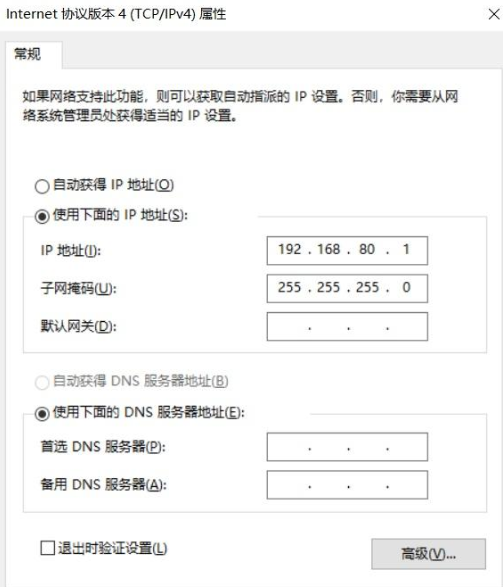 Internet 协议版本 4 (TCP/IPv4) 属性
常规
如果网络支持此功能，则可以获取自动指派的 IP 设置。否则，你需要从网
络系统管理员处获得适当的 IP 设置。
自动获得 IP 地址(O)
使用下面的 IP 地址(S):
IP 地址(I): 192 . 168 . 80 . 1
子网掩码(U): 255 . 255 . 255 . 0
默认网关(D): . . .
自动获得 DNS 服务器地址(B)
使用下面的 DNS 服务器地址(E):
首选 DNS 服务器(P): . . .
备用 DNS 服务器(A): . . .
退出时验证设置(L)
高级(V)...